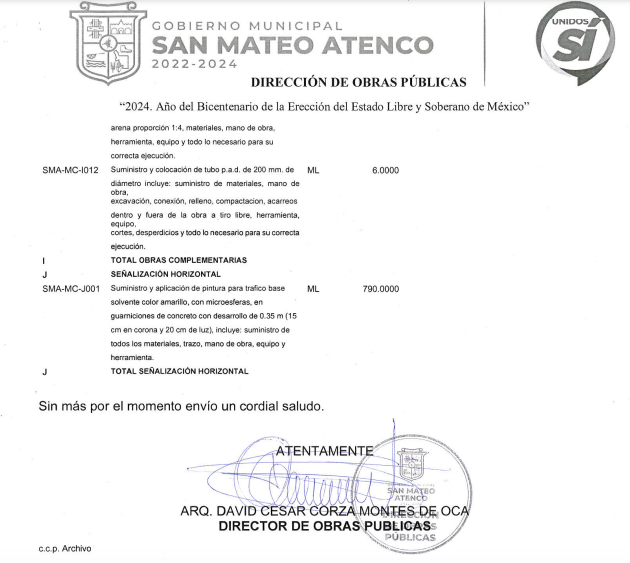 GOBIERNO MUNICIPAL
SAN MATEO ATENCO
2022-2024
UNIDOS
SÍ
DIRECCIÓN DE OBRAS PÚBLICAS
“2024. Año del Bicentenario de la Erección del Estado Libre y Soberano de México”
arena proporción 1:4, materiales, mano de obra,
herramienta, equipo y todo lo necesario para su
correcta ejecución.
SMA-MC-I012 Suministro y colocación de tubo p.a.d. de 200 mm. de ML 6.0000
diámetro incluye: suministro de materiales, mano de
obra,
excavación, conexión, relleno, compactacion, acarreos
dentro y fuera de la obra a tiro libre, herramienta,
equipo,
cortes, desperdicios y todo lo necesario para su correcta
ejecución.
I TOTAL OBRAS COMPLEMENTARIAS
J SEÑALIZACIÓN HORIZONTAL
SMA-MC-J001 Suministro y aplicación de pintura para trafico base ML 790.0000
solvente color amarillo, con microesferas, en
guarniciones de concreto con desarrollo de 0.35 m (15
cm en corona y 20 cm de luz), incluye: suministro de
todos los materiales, trazo, mano de obra, equipo y
herramienta.
J TOTAL SEÑALIZACIÓN HORIZONTAL
Sin más por el momento envío un cordial saludo.
ATENTAMENTE
SAN MATEO
ATENCO
ARQ. DAVID CESAR CORZA MONTES DE OCA
DIRECCIÓN
DIRECTOR DE OBRAS PUBLICAS
DE OBRAS
PÚBLICAS
c.c.p. Archivo